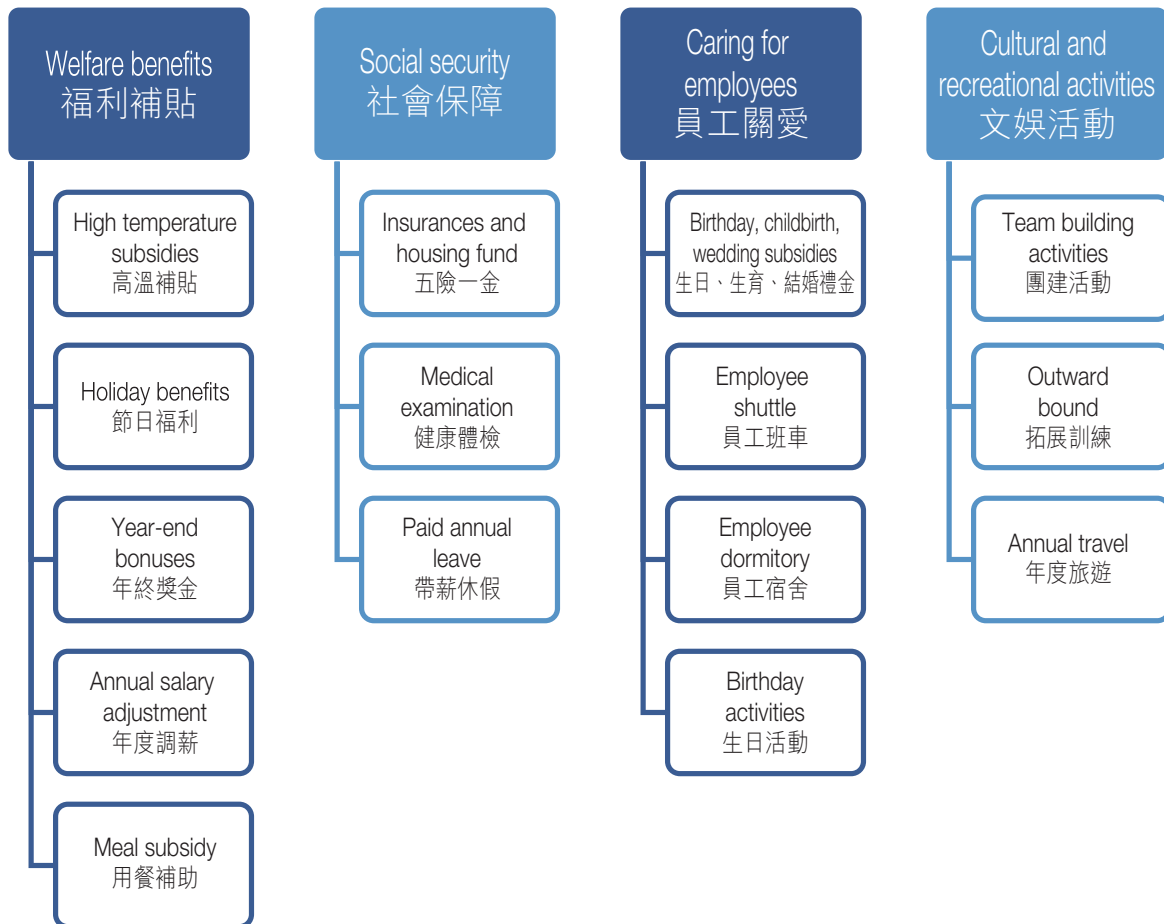 Welfare benefits
福利補貼
High temperature
subsidies
高溫補貼
Holiday benefits
節日福利
Year-end
bonuses
年終獎金
Annual salary
adjustment
年度調薪
Meal subsidy
用餐補助
Social security
社會保障
Insurances and
housing fund
五險一金
Medical
examination
健康體檢
Paid annual
leave
帶薪休假
Caring for
employees
員工關愛
Birthday, childbirth,
wedding subsidies
生日、生育、結婚禮金
Employee
shuttle
員工班車
Employee
dormitory
員工宿舍
Birthday
activities
生日活動
Cultural and
recreational activities
文娛活動
Team building
activities
團建活動
Outward
bound
拓展訓練
Annual travel
年度旅遊